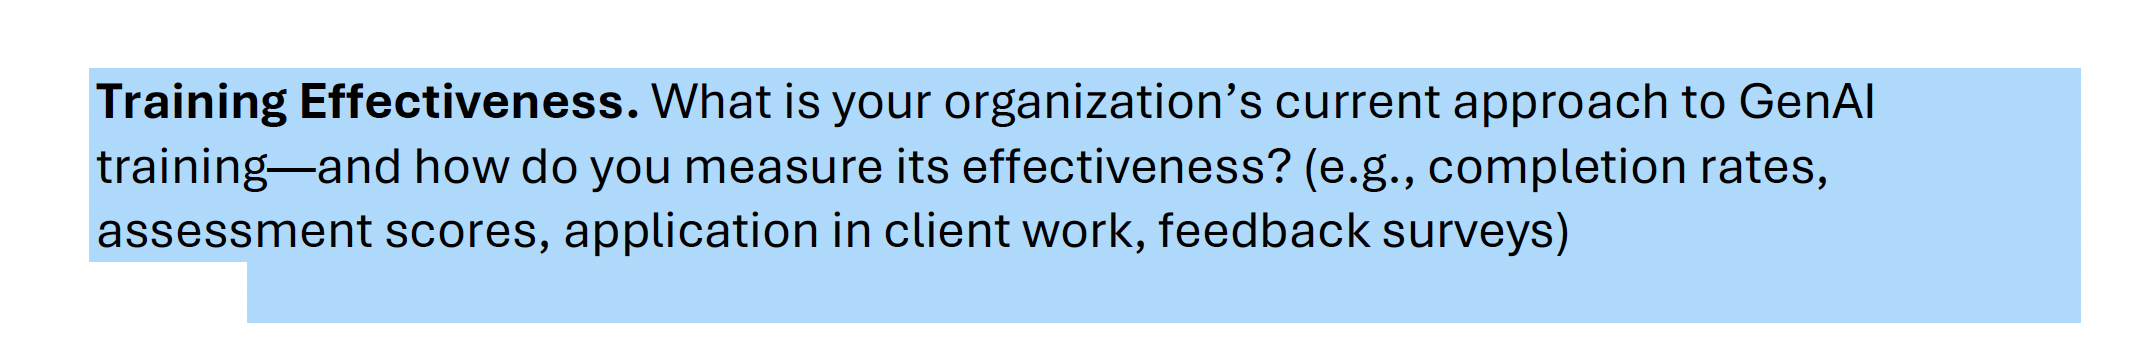 Training Effectiveness. What is your organization’s current approach to GenAI
training—and how do you measure its effectiveness? (e.g., completion rates,
assessment scores, application in client work, feedback surveys)